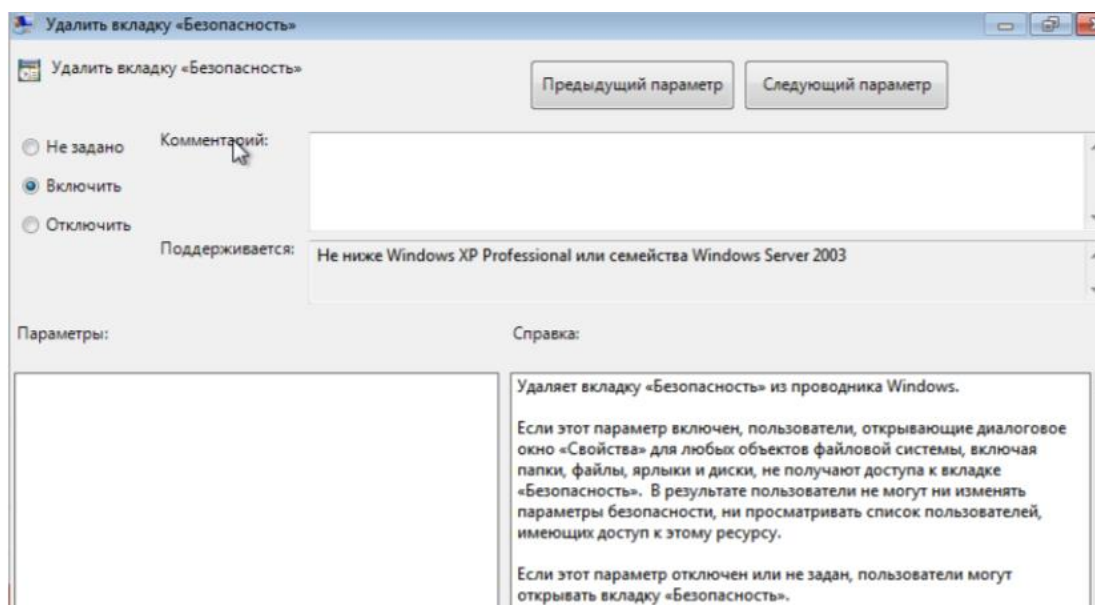 Удалить вкладку «Безопасность»
Удалить вкладку «Безопасность»
Предыдущий параметр
Следующий параметр
Не задано
Комментарий:
Включить
Отключить
Поддерживается:
Не ниже Windows XP Professional или семейства Windows Server 2003
Параметры:
Справка:
Удаляет вкладку «Безопасность» из проводника Windows.
Если этот параметр включен, пользователи, открывающие диалоговое
окно «Свойства» для любых объектов файловой системы, включая
папки, файлы, ярлыки и диски, не получают доступа к вкладке
«Безопасность».  В результате пользователи не могут ни изменять
параметры безопасности, ни просматривать список пользователей,
имеющих доступ к этому ресурсу.
Если этот параметр отключен или не задан, пользователи могут
открывать вкладку «Безопасность».